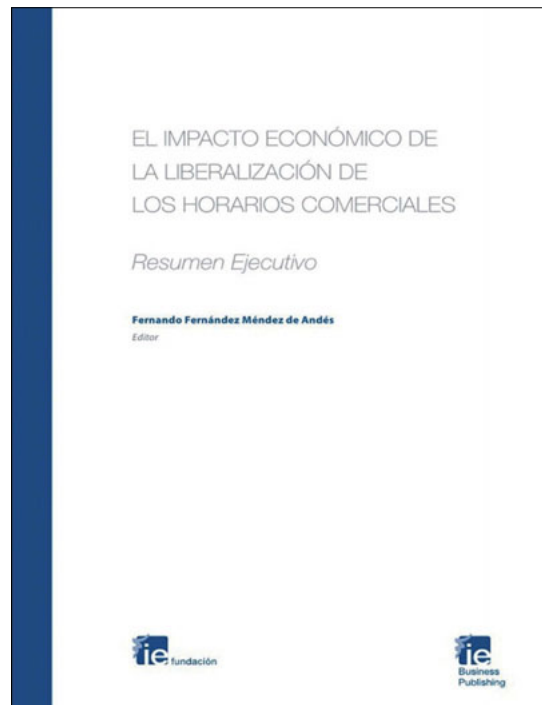 EL IMPACTO ECONÓMICO DE
LA LIBERALIZACIÓN DE
LOS HORARIOS COMERCIALES
Resumen Ejecutivo
Fernando Fernández Méndez de Andés
Editor
ie fundación
ie
Business
Publishing